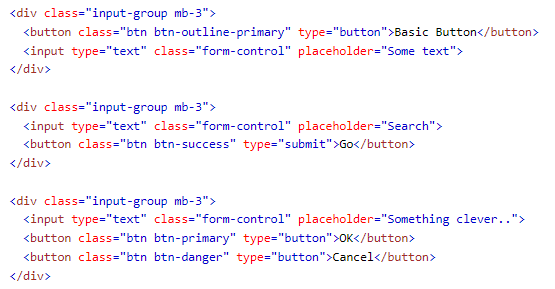 <div class="input-group mb-3">
  <button class="btn btn-outline-primary" type="button">Basic Button</button>
  <input type="text" class="form-control" placeholder="Some text">
</div>

<div class="input-group mb-3">
  <input type="text" class="form-control" placeholder="Search">
  <button class="btn btn-success" type="submit">Go</button>
</div>

<div class="input-group mb-3">
  <input type="text" class="form-control" placeholder="Something clever..">
  <button class="btn btn-primary" type="button">OK</button>
  <button class="btn btn-danger" type="button">Cancel</button>
</div>